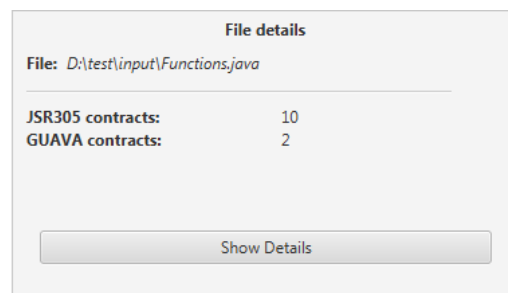 File details
File: D:\test\input\Functions.java
JSR305 contracts: 10
GUAVA contracts: 2
Show Details